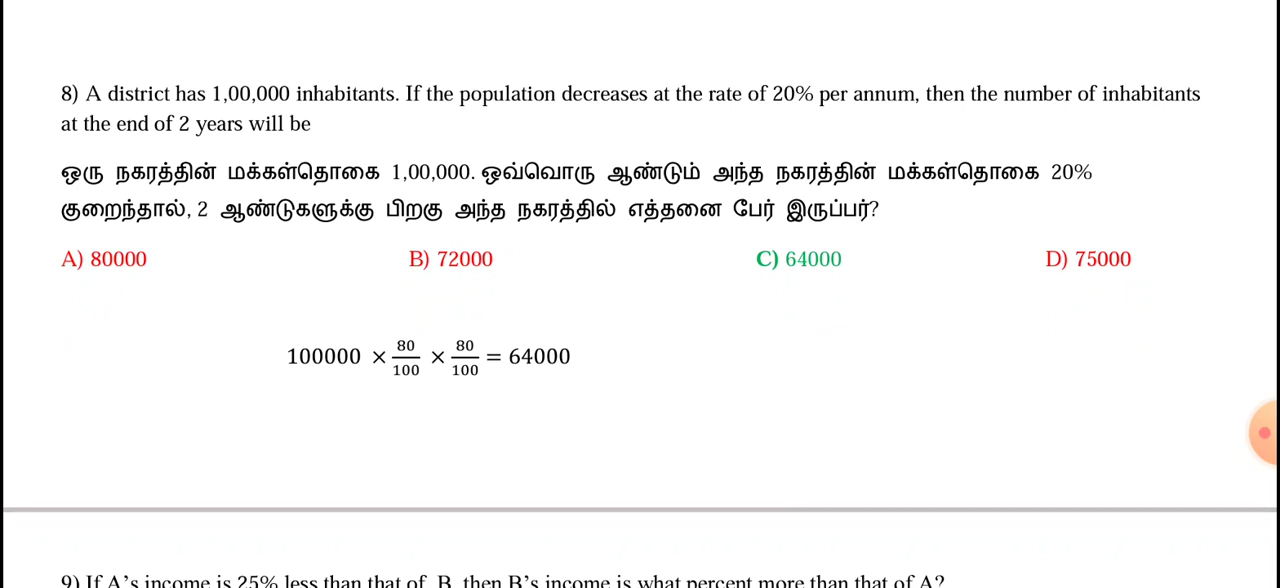 8) A district has 1,00,000 inhabitants. If the population decreases at the rate of 20% per annum, then the number of inhabitants
at the end of 2 years will be
ஒரு நகரத்தின் மக்கள்தொகை 1,00,000. ஒவ்வொரு ஆண்டும் அந்த நகரத்தின் மக்கள்தொகை 20%
குறைந்தால், 2 ஆண்டுகளுக்கு பிறகு அந்த நகரத்தில் எத்தனை பேர் இருப்பர்?
A) 80000 B) 72000 C) 64000 D) 75000
100000 × 80/100 × 80/100 = 64000
9) If A's income is 25% less than that of B, then B's income is what percent more than that of A?